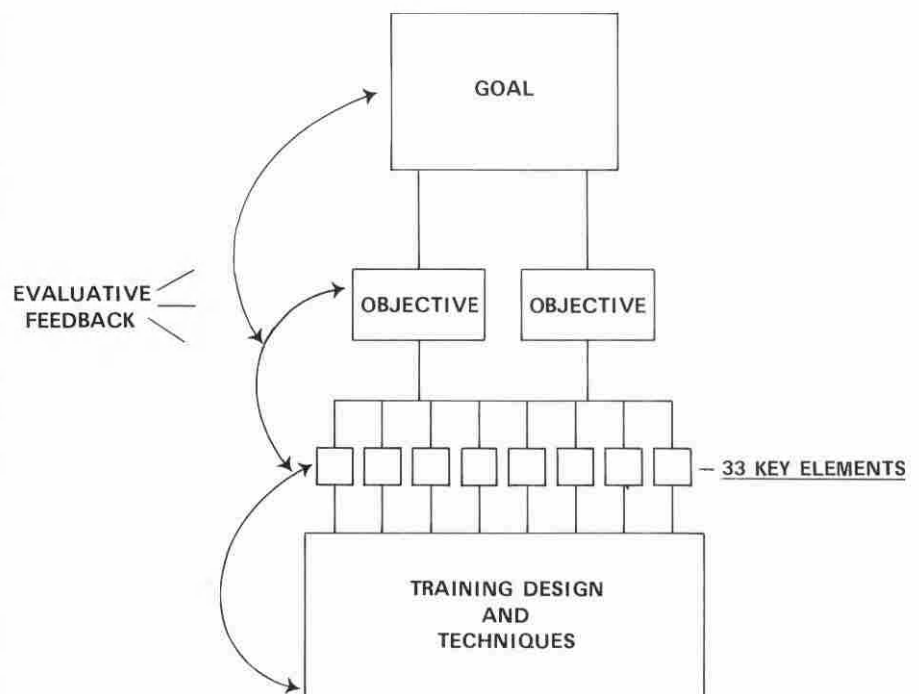 GOAL
EVALUATIVE
FEEDBACK
OBJECTIVE
OBJECTIVE
33 KEY ELEMENTS
TRAINING DESIGN
AND
TECHNIQUES